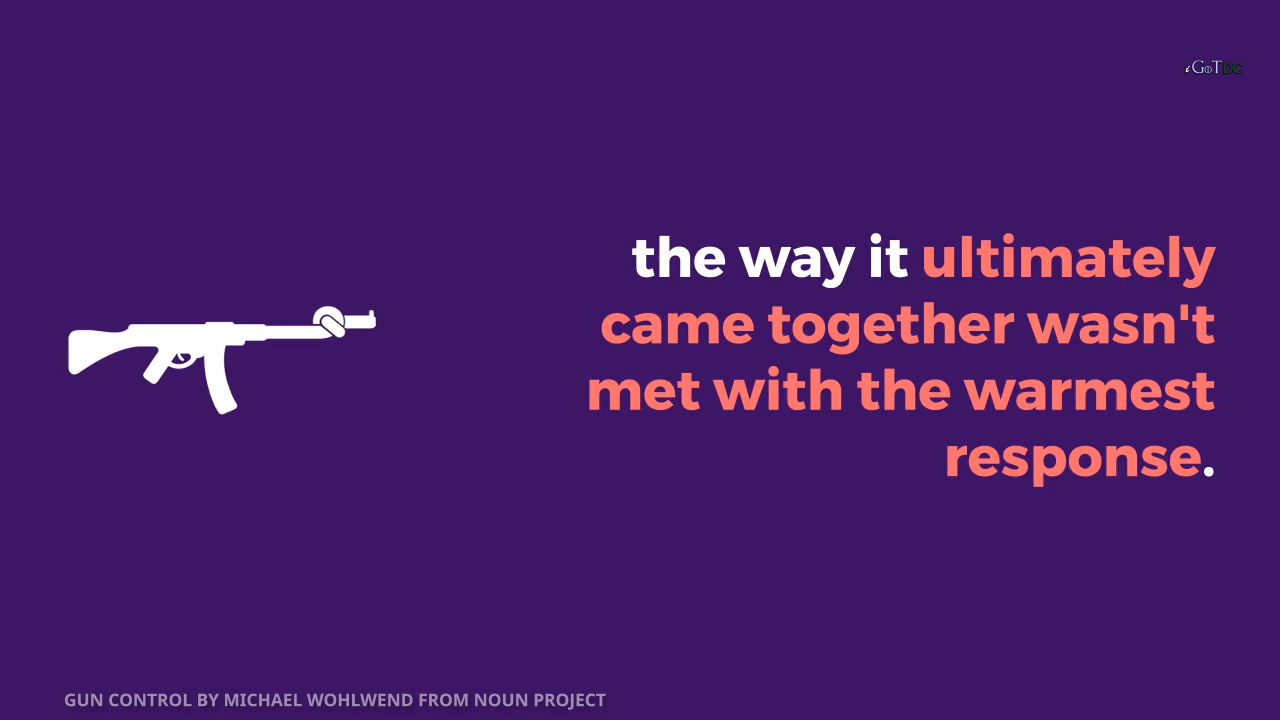 iGotDC
the way it ultimately
came together wasn't
met with the warmest
response.
GUN CONTROL BY MICHAEL WOHLWEND FROM NOUN PROJECT